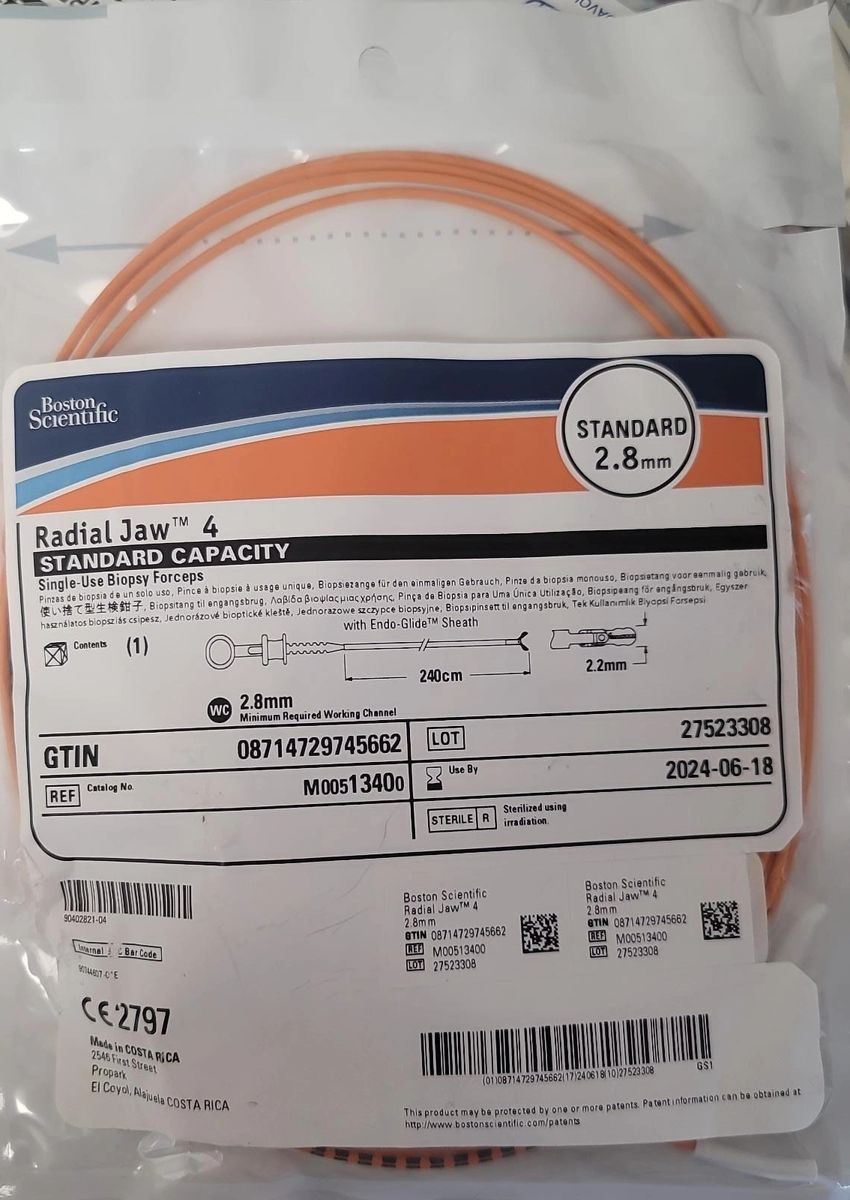 Boston
Scientific
STANDARD
2.8mm
Radial Jaw™ 4
STANDARD CAPACITY
Single-Use Biopsy Forceps
Pinzas de biopsia de un solo uso, Pince à biopsie à usage unique, Biopsiezange für den einmaligen Gebrauch, Pinze da biopsia monouso, Biopsietang voor eenmalig gebruik,
使い捨て型生検鉗子, Biopsitang til engangsbrug, Λαβίδα βιοψίας μιας χρήσης, Pinça de Biopsia para Uma Única Utilização, Biopsipeang för engångsbruk, Egyszer
használatos biopsziás csipesz, Jednorázové bioptické kleště, Jednorazowe szczypce biopsyjne, Biopsipinsett til engangsbruk, Tek Kullanımlık Biyopsi Forsepsi
with Endo-Glide™ Sheath
Contents (1)
240cm
2.2mm
WC 2.8mm
Minimum Required Working Channel
GTIN 08714729745662
LOT 27523308
REF Catalog No. M00513400
Use By 2024-06-18
STERILE R Sterilized using
irradiation.
90402821-04
Internal Bar Code
CE 2797
Made in COSTA RICA
2546 First Street
Propark
El Coyol, Alajuela COSTA RICA
Boston Scientific
Radial Jaw™ 4
2.8mm
GTIN 08714729745662
REF M00513400
LOT 27523308
Boston Scientific
Radial Jaw™ 4
2.8mm
GTIN 08714729745662
REF M00513400
LOT 27523308
(01)08714729745662(17)240618(10)27523308
GS1
This product may be protected by one or more patents. Patent information can be obtained at
http://www.bostonscientific.com/patents